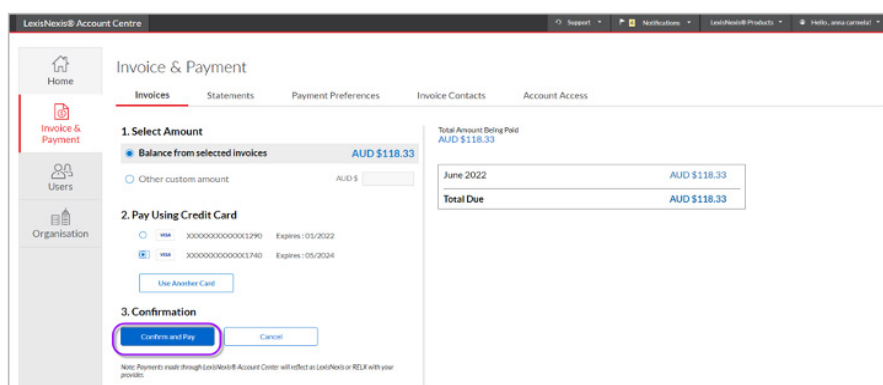 LexisNexis® Account Centre
Support
4 Notifications
LexisNexis® Products
Hello, anna carmela!
Home
Invoice & Payment
Users
Organisation
Invoice & Payment
Invoices Statements Payment Preferences Invoice Contacts Account Access
1. Select Amount
Balance from selected invoices AUD $118.33
Other custom amount AUD $
2. Pay Using Credit Card
VISA XXXXXXXXXXXX1290 Expires : 01/2022
VISA XXXXXXXXXXXX1740 Expires : 05/2024
Use Another Card
3. Confirmation
Confirm and Pay Cancel
Note: Payments made through LexisNexis® Account Center will reflect as LexisNexis or RELX with your
provider.
Total Amount Being Paid
AUD $118.33
June 2022 AUD $118.33
Total Due AUD $118.33